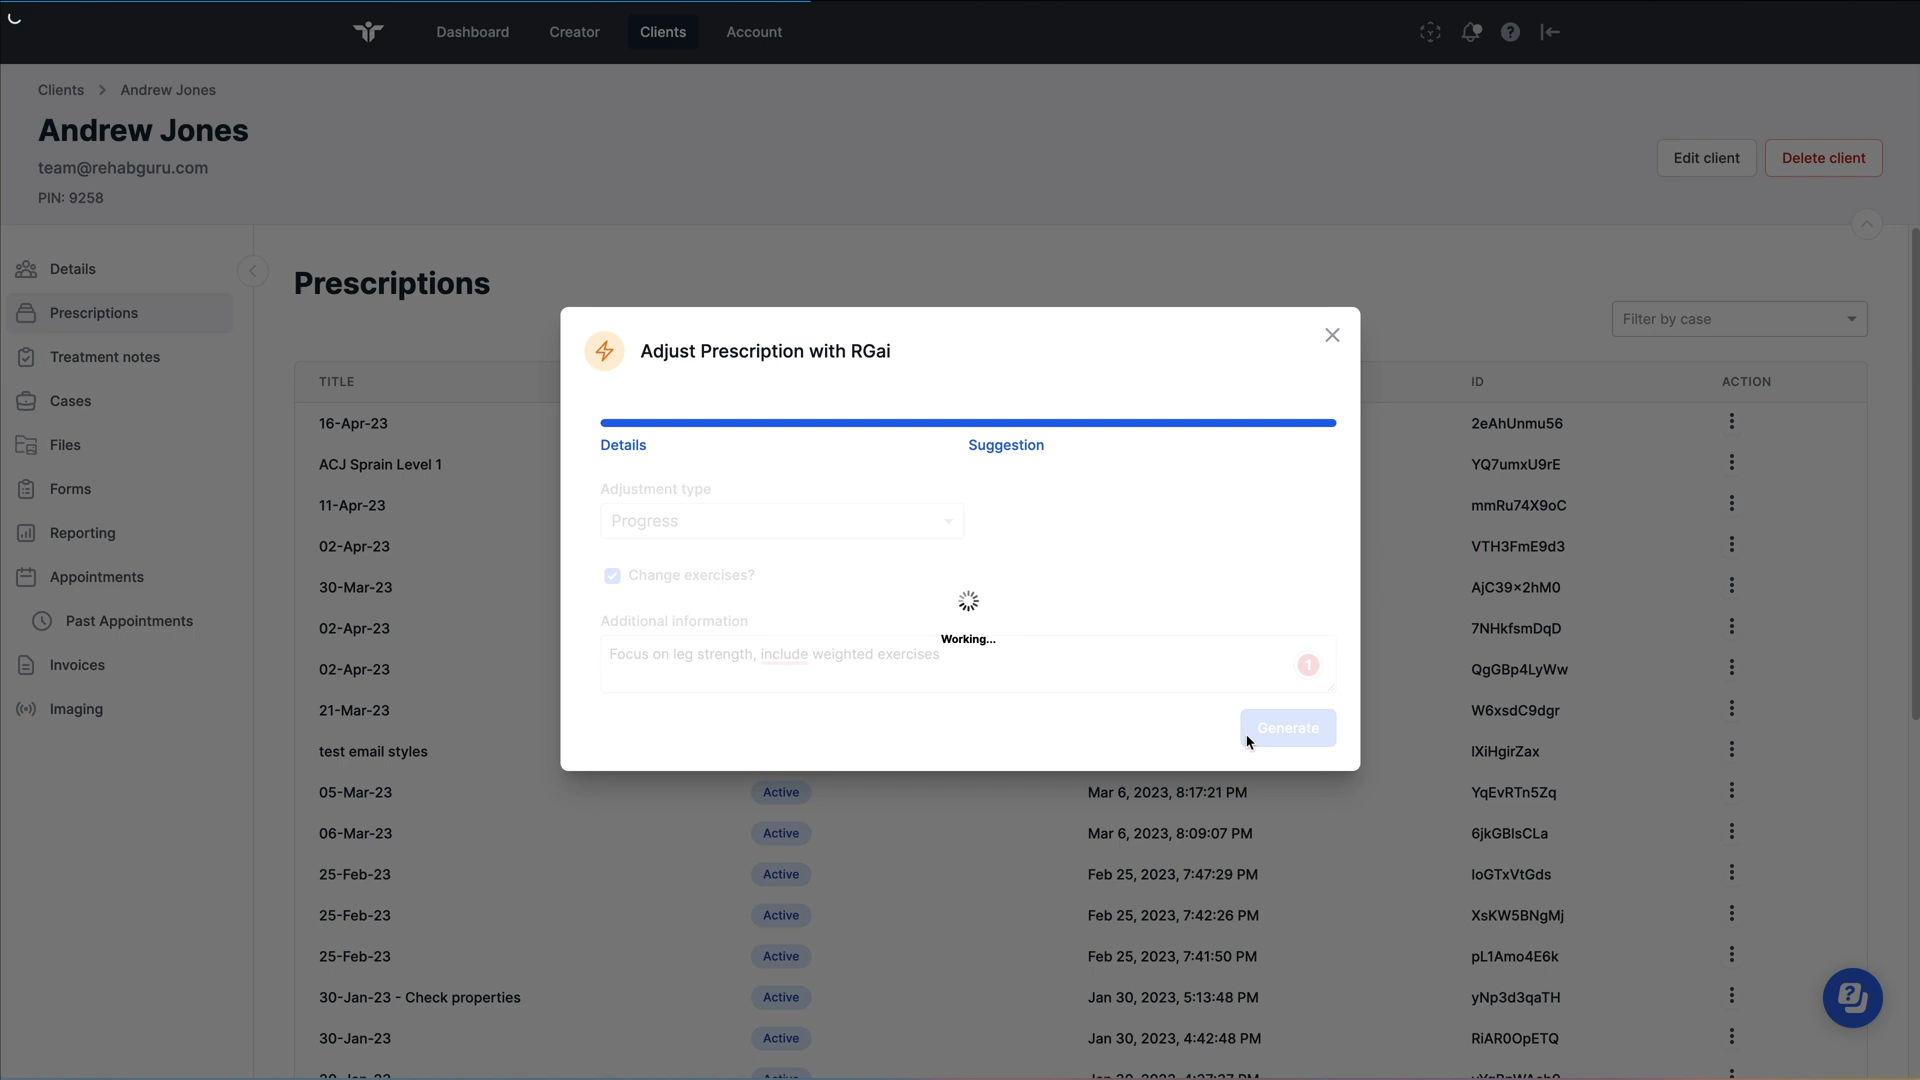 Dashboard Creator Clients Account
Clients > Andrew Jones
Andrew Jones
team@rehabguru.com
PIN: 9258
Edit client Delete client
Details
Prescriptions
Treatment notes
Cases
Files
Forms
Reporting
Appointments
Past Appointments
Invoices
Imaging
Prescriptions
Filter by case
TITLE ID ACTION
16-Apr-23 2eAhUnmu56
ACJ Sprain Level 1 YQ7umxU9rE
11-Apr-23 mmRu74X9oC
02-Apr-23 VTH3FmE9d3
30-Mar-23 AjC39x2hM0
02-Apr-23 7NHkfsmDqD
02-Apr-23 QgGBp4LyWw
21-Mar-23 W6xsdC9dgr
test email styles IXiHgirZax
05-Mar-23 Active Mar 6, 2023, 8:17:21 PM YqEvRTn5Zq
06-Mar-23 Active Mar 6, 2023, 8:09:07 PM 6jkGBIsCLa
25-Feb-23 Active Feb 25, 2023, 7:47:29 PM IoGTxVtGds
25-Feb-23 Active Feb 25, 2023, 7:42:26 PM XsKW5BNgMj
25-Feb-23 Active Feb 25, 2023, 7:41:50 PM pL1Amo4E6k
30-Jan-23 - Check properties Active Jan 30, 2023, 5:13:48 PM yNp3d3qaTH
30-Jan-23 Active Jan 30, 2023, 4:42:48 PM RiAR0OpETQ
Adjust Prescription with RGai
Details Suggestion
Adjustment type
Progress
Change exercises?
Additional information
Working...
Focus on leg strength, include weighted exercises
1
Generate